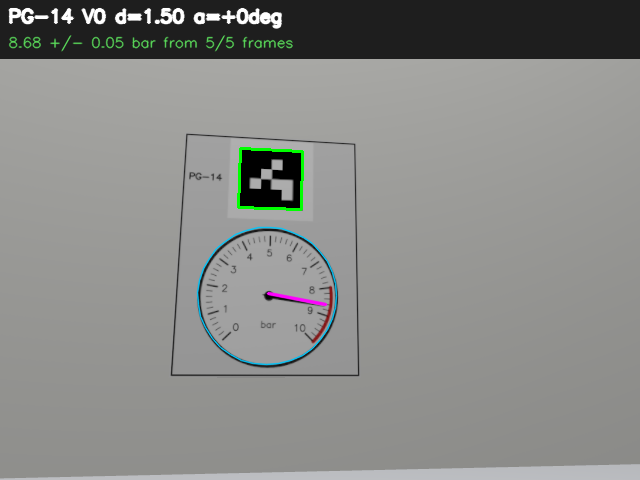 PG-14 V0 d=1.50 a=+0deg
8.68 +/- 0.05 bar from 5/5 frames
PG-14
0 1 2 3 4 5 6 7 8 9 10
bar